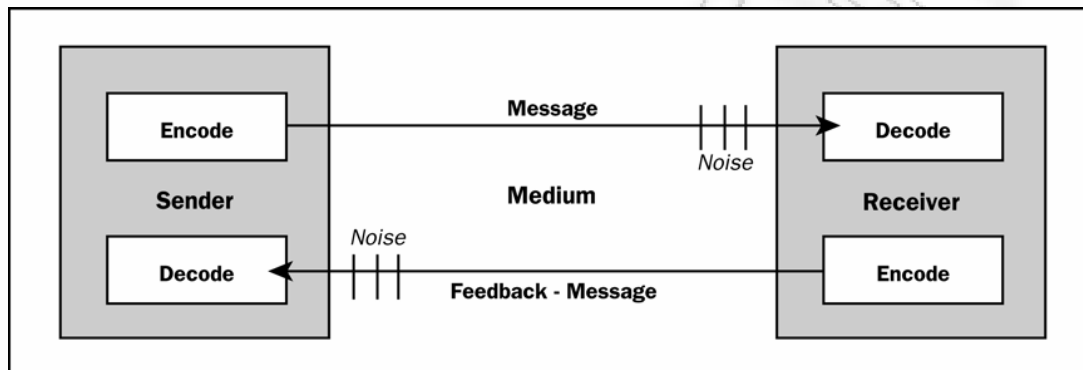 Message
Encode
Decode
Noise
Sender
Medium
Receiver
Noise
Decode
Encode
Feedback - Message